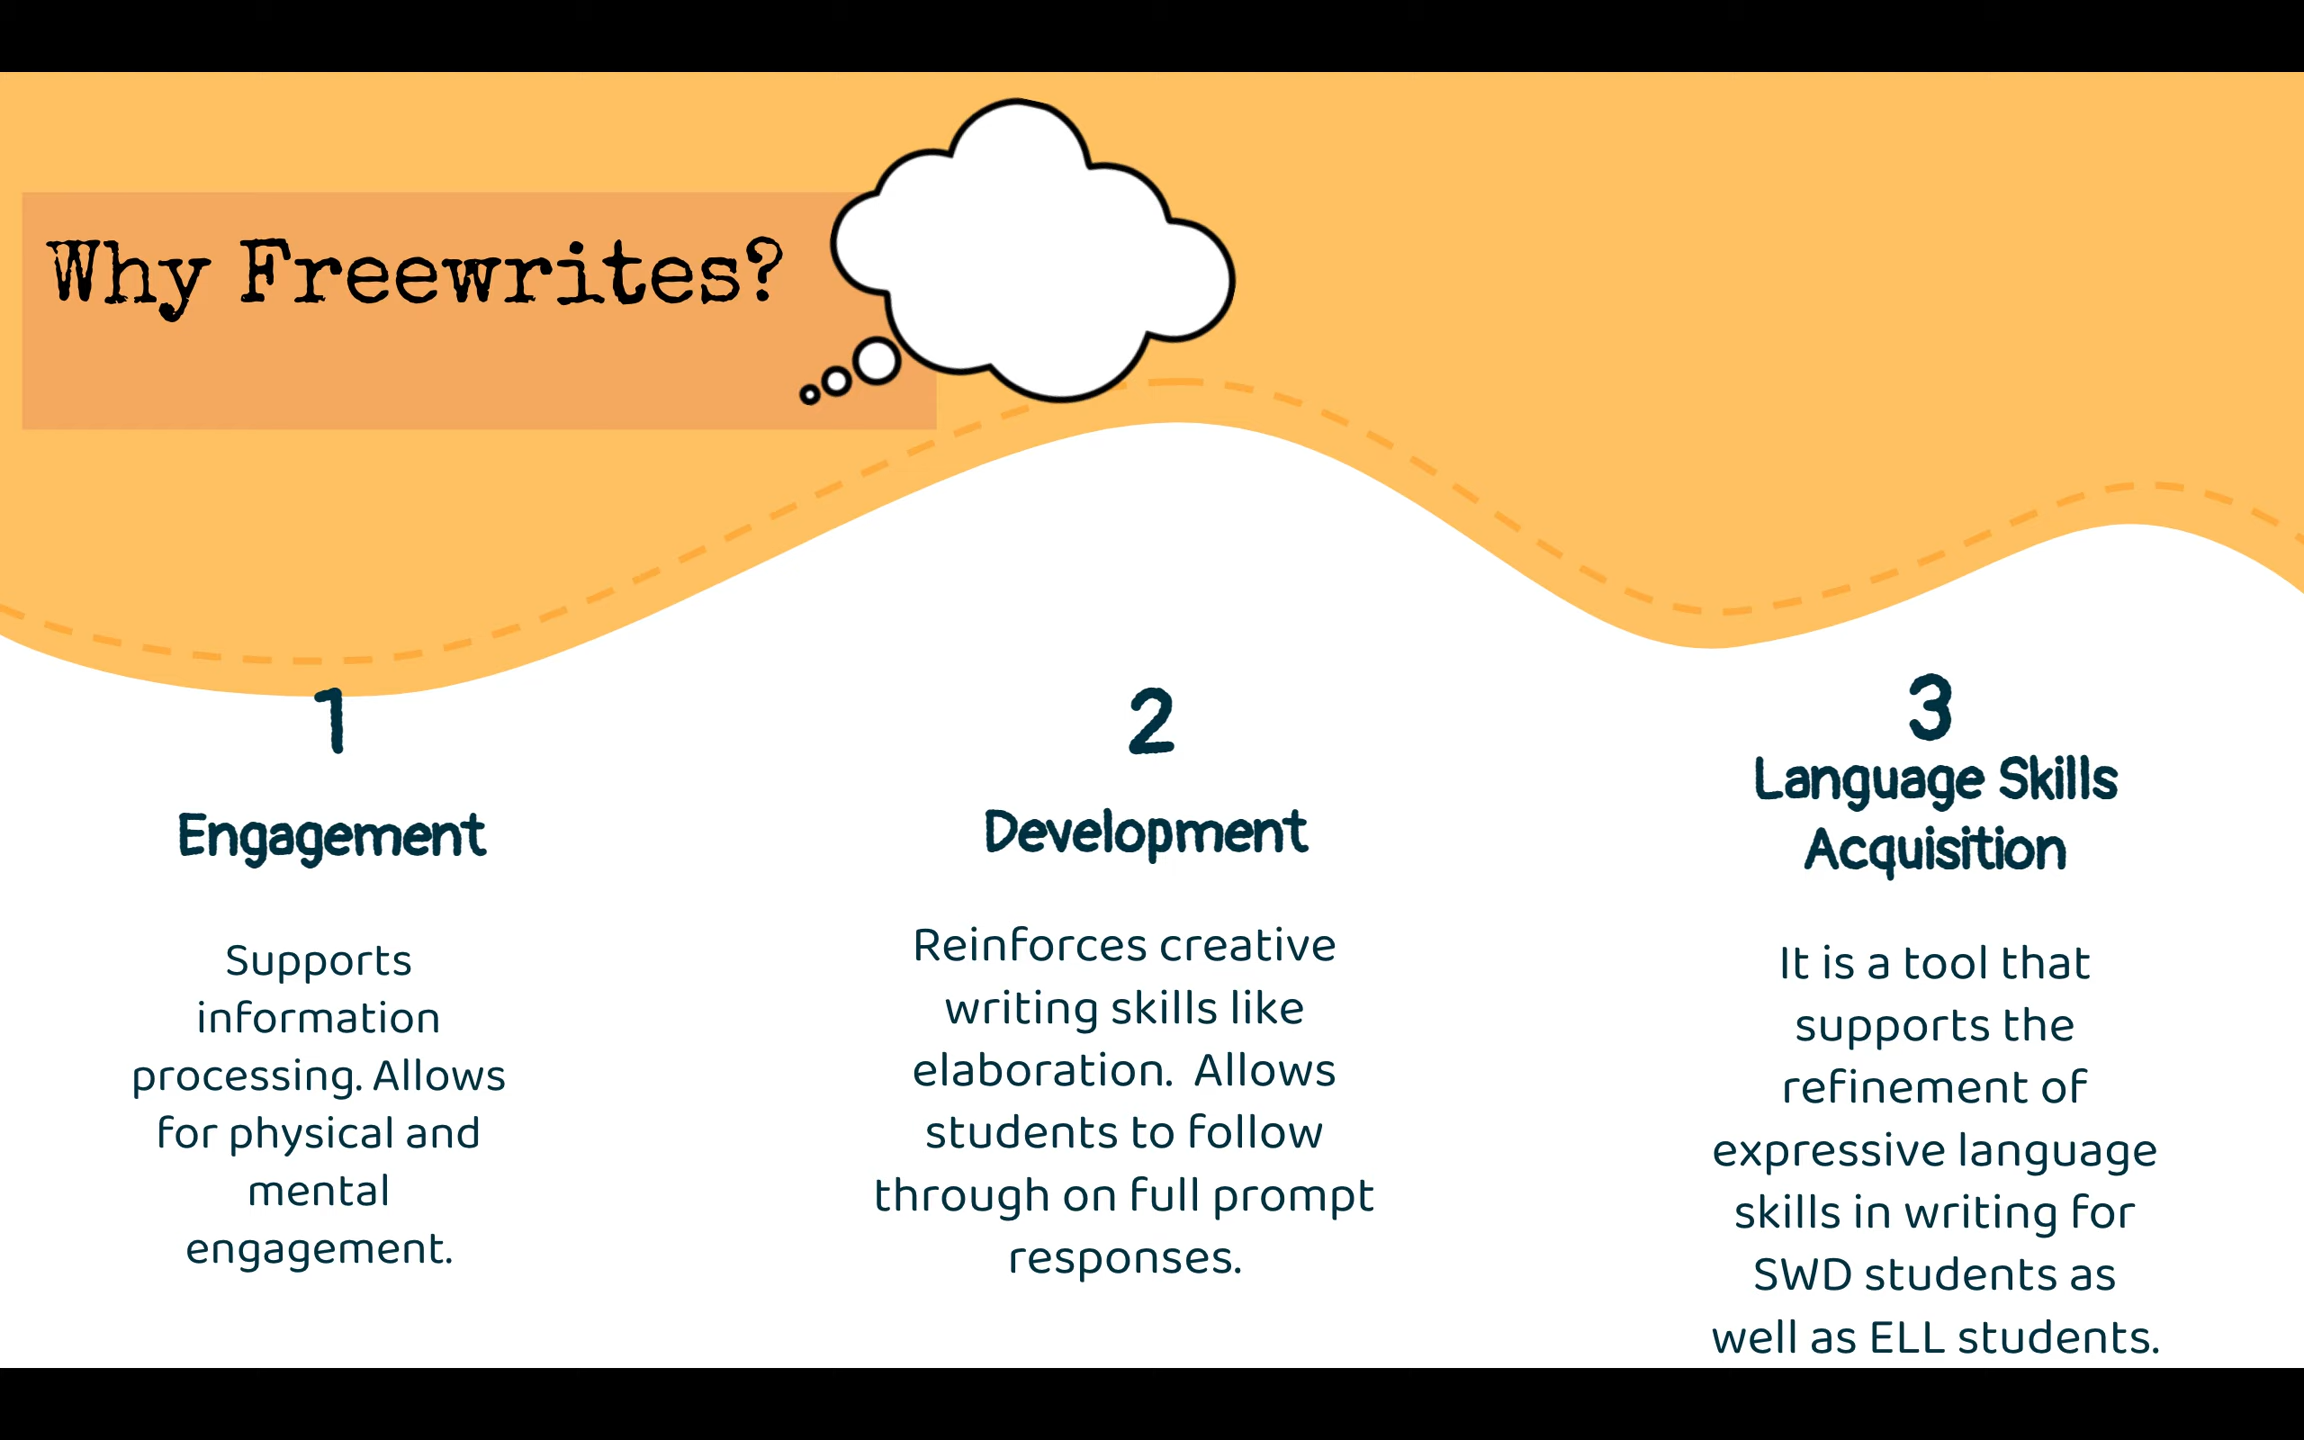 Why Freewrites?
1
Engagement
Supports
information
processing. Allows
for physical and
mental
engagement.
2
Development
Reinforces creative
writing skills like
elaboration.  Allows
students to follow
through on full prompt
responses.
3
Language Skills
Acquisition
It is a tool that
supports the
refinement of
expressive language
skills in writing for
SWD students as
well as ELL students.